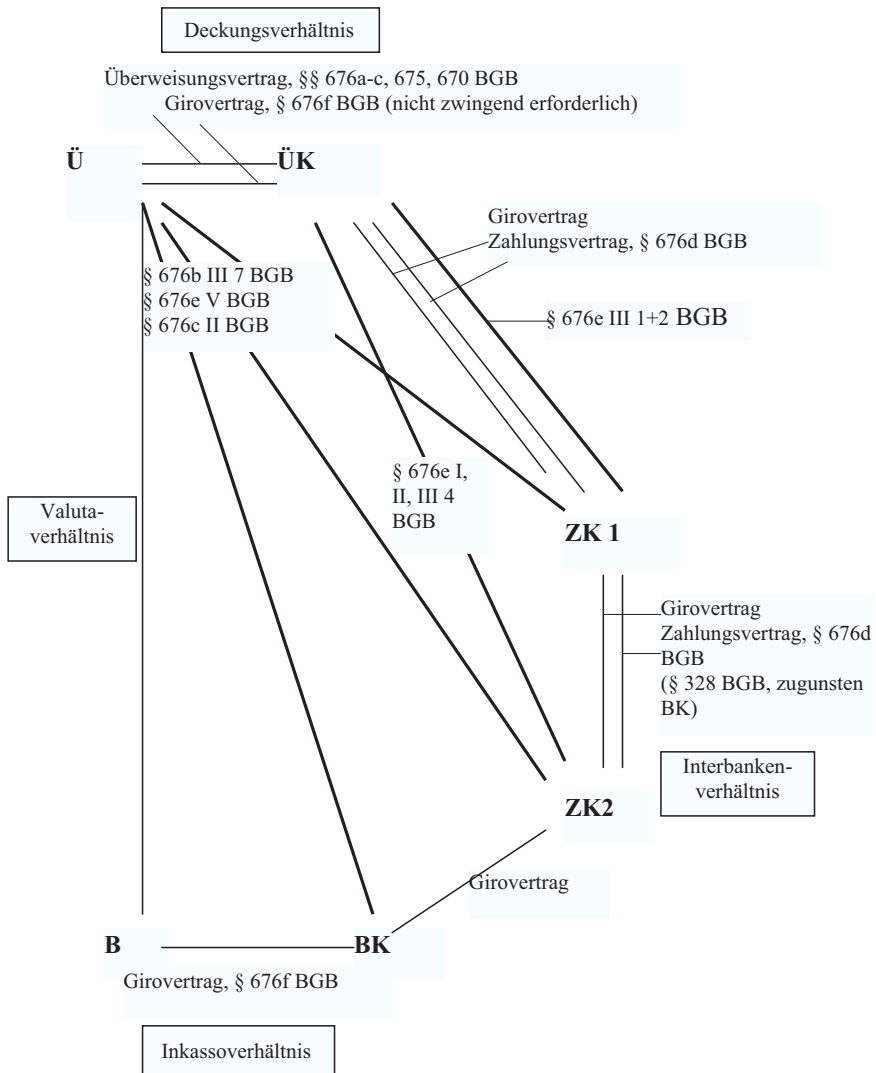 Deckungsverhältnis
Überweisungsvertrag, §§ 676a-c, 675, 670 BGB
Girovertrag, § 676f BGB (nicht zwingend erforderlich)
Ü
ÜK
Girovertrag
Zahlungsvertrag, § 676d BGB
§ 676b III 7 BGB
§ 676e V BGB
§ 676c II BGB
§ 676e III 1+2 BGB
§ 676e I,
II, III 4
BGB
Valuta-
verhältnis
ZK 1
Girovertrag
Zahlungsvertrag, § 676d
BGB
(§ 328 BGB, zugunsten
BK)
Interbanken-
verhältnis
ZK2
Girovertrag
B
BK
Girovertrag, § 676f BGB
Inkassoverhältnis